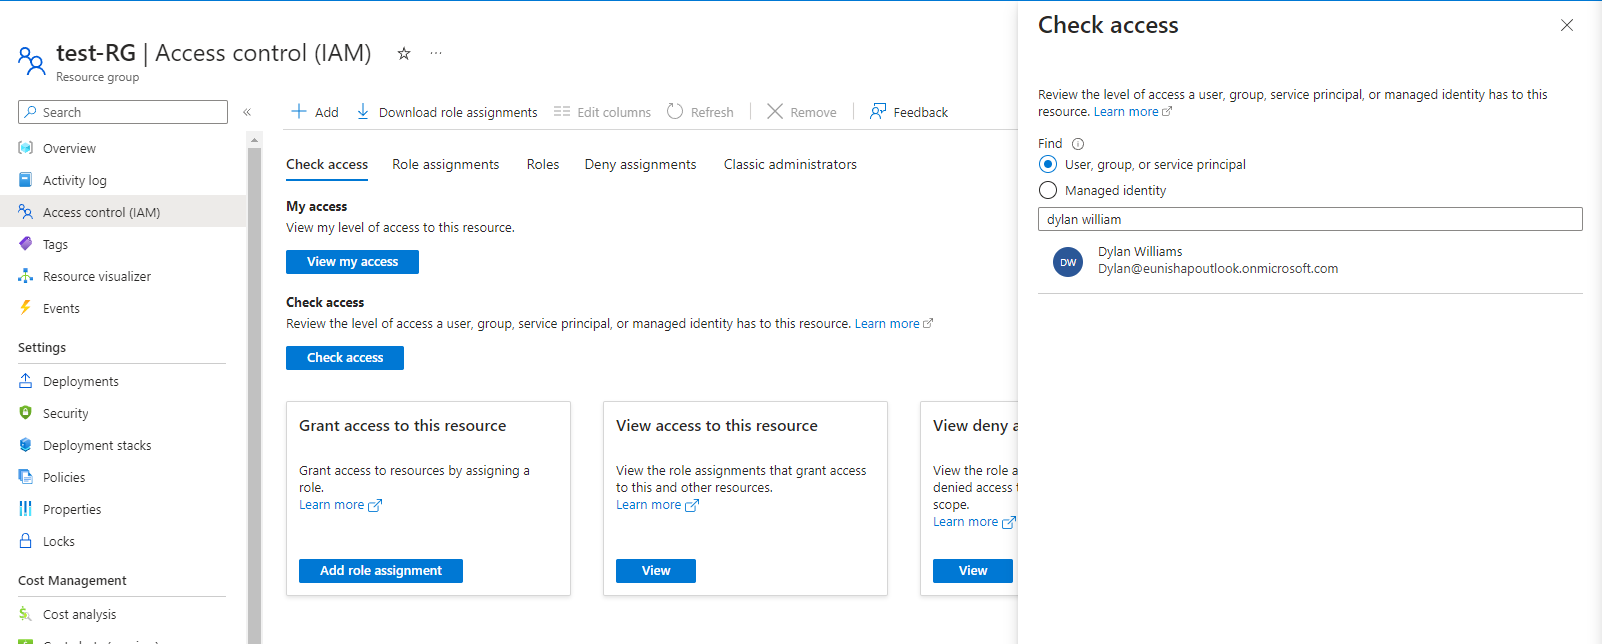 test-RG | Access control (IAM)
Resource group
Search
Overview
Activity log
Access control (IAM)
Tags
Resource visualizer
Events
Settings
Deployments
Security
Deployment stacks
Policies
Properties
Locks
Cost Management
Cost analysis
Add
Download role assignments
Edit columns
Refresh
Remove
Feedback
Check access
Role assignments
Roles
Deny assignments
Classic administrators
My access
View my level of access to this resource.
View my access
Check access
Review the level of access a user, group, service principal, or managed identity has to this resource. Learn more
Check access
Grant access to this resource
Grant access to resources by assigning a
role.
Learn more
Add role assignment
View access to this resource
View the role assignments that grant access
to this and other resources.
Learn more
View
View deny a
View the role a
denied access t
scope.
Learn more
View
Check access
Review the level of access a user, group, service principal, or managed identity has to this
resource. Learn more
Find
User, group, or service principal
Managed identity
dylan william
DW
Dylan Williams
Dylan@eunishapoutlook.onmicrosoft.com